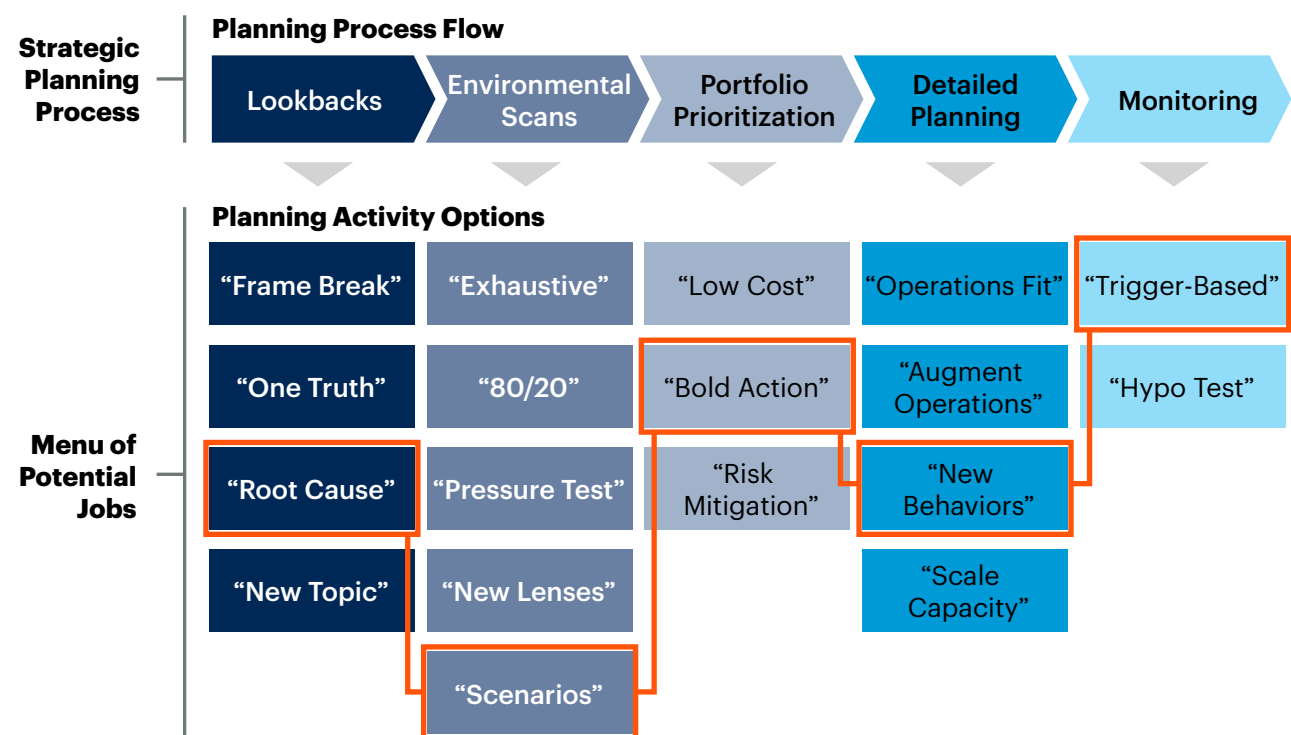 Strategic
Planning
Process
Planning Process Flow
Lookbacks
Environmental
Scans
Portfolio
Prioritization
Detailed
Planning
Monitoring
Menu of
Potential
Jobs
Planning Activity Options
“Frame Break”
“Exhaustive”
“Low Cost”
“Operations Fit”
“Trigger-Based”
“One Truth”
“80/20”
“Bold Action”
“Augment
Operations”
“Hypo Test”
“Root Cause”
“Pressure Test”
“Risk
Mitigation”
“New
Behaviors”
“New Topic”
“New Lenses”
“Scale
Capacity”
“Scenarios”